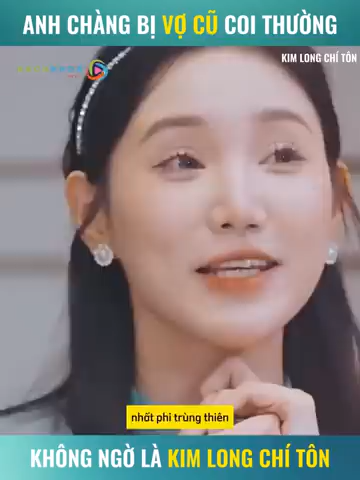 ANH CHÀNG BỊ VỢ CŨ COI THƯỜNG
KIM LONG CHÍ TÔN
nhất phi trùng thiên
KHÔNG NGỜ LÀ KIM LONG CHÍ TÔN